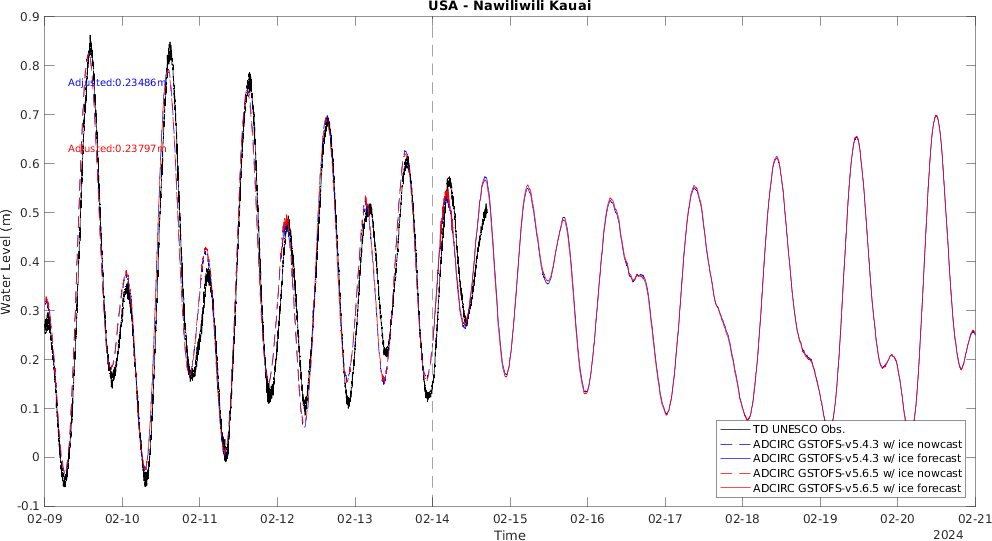 USA - Nawiliwili Kauai
0.9
0.8
0.7
0.6
0.5
0.4
0.3
0.2
0.1
0
-0.1
Water Level (m)
Adjusted:0.23486m
Adjusted:0.23797m
TD UNESCO Obs.
ADCIRC GSTOFS-v5.4.3 w/ ice nowcast
ADCIRC GSTOFS-v5.4.3 w/ ice forecast
ADCIRC GSTOFS-v5.6.5 w/ ice nowcast
ADCIRC GSTOFS-v5.6.5 w/ ice forecast
02-09 02-10 02-11 02-12 02-13 02-14 02-15 02-16 02-17 02-18 02-19 02-20 02-21
Time
2024